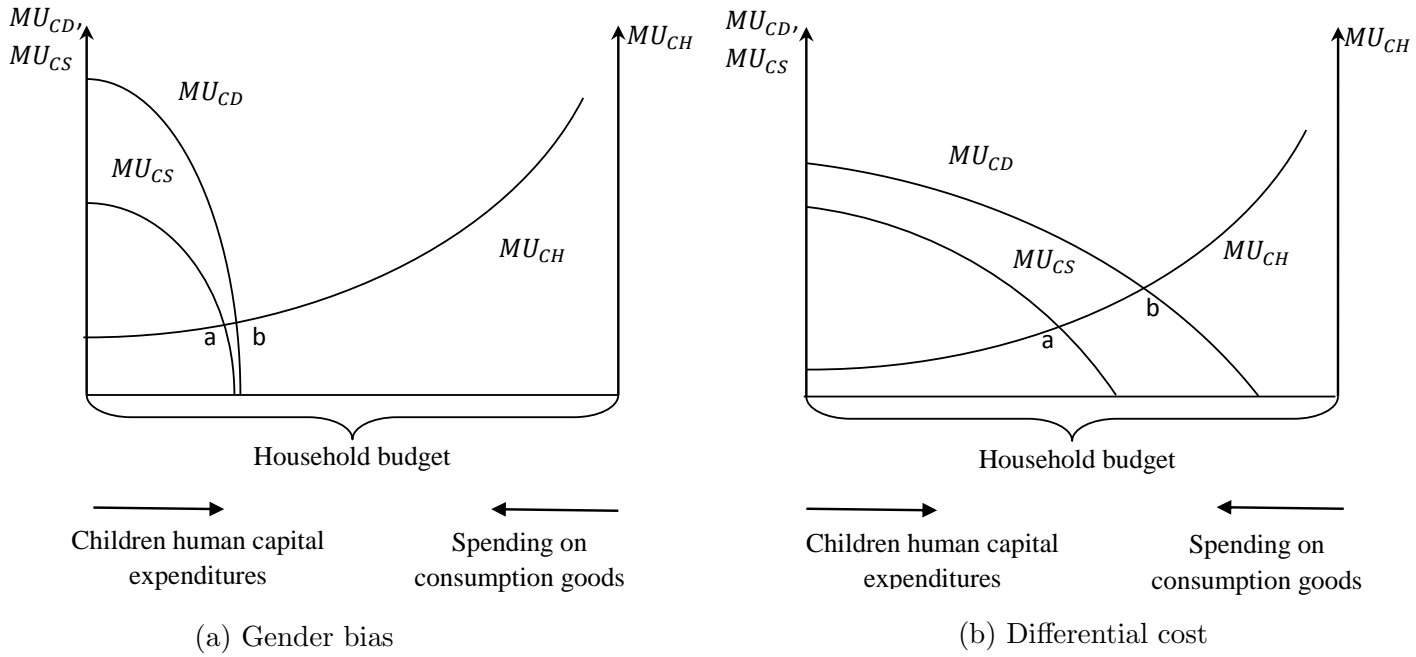 MU_CD,
MU_CS
MU_CH
MU_CD
MU_CS
MU_CH
a
b
Household budget
Children human capital
expenditures
Spending on
consumption goods
(a) Gender bias
MU_CD,
MU_CS
MU_CH
MU_CD
MU_CS
MU_CH
a
b
Household budget
Children human capital
expenditures
Spending on
consumption goods
(b) Differential cost